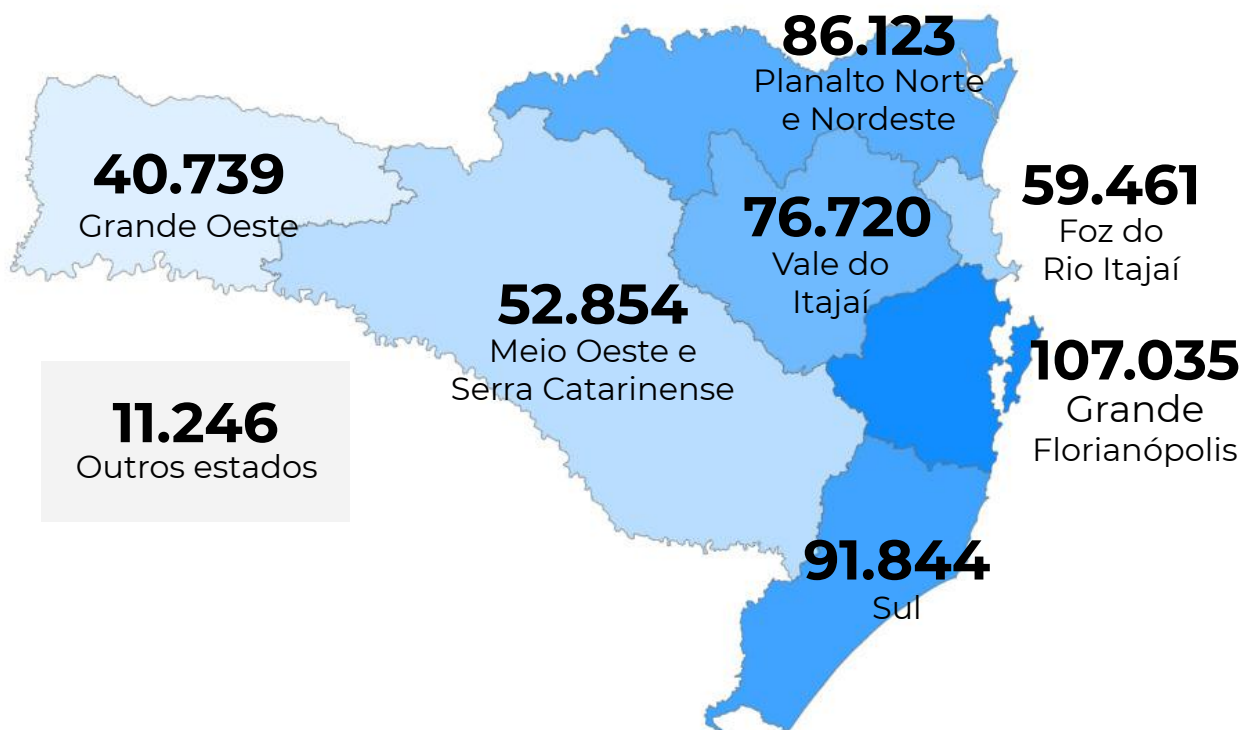 86.123
Planalto Norte
e Nordeste
40.739
Grande Oeste
59.461
Foz do
Rio Itajaí
76.720
Vale do
Itajaí
52.854
Meio Oeste e
Serra Catarinense
107.035
Grande
Florianópolis
11.246
Outros estados
91.844
Sul